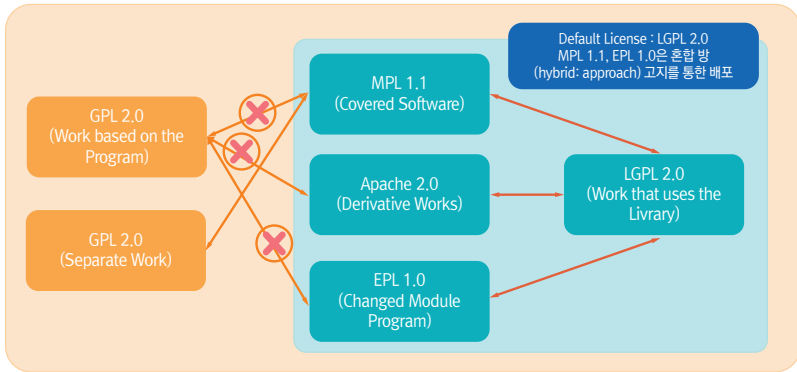 Default License : LGPL 2.0
MPL 1.1, EPL 1.0은 혼합 방
(hybrid: approach) 고지를 통한 배포
MPL 1.1
(Covered Software)
GPL 2.0
(Work based on the
Program)
Apache 2.0
(Derivative Works)
LGPL 2.0
(Work that uses the
Livrary)
GPL 2.0
(Separate Work)
EPL 1.0
(Changed Module
Program)